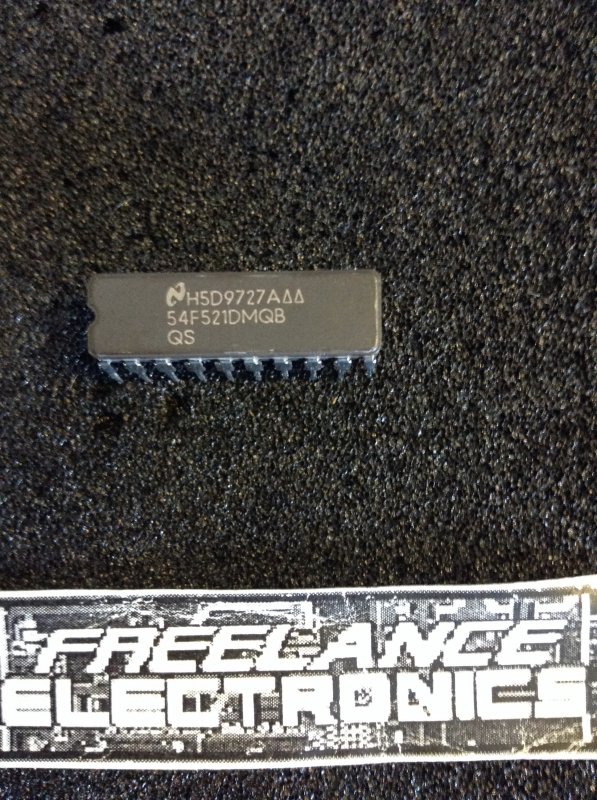 H5D9727AΔΔ
54F521DMQB
QS
FREELANCE
ELECTRONICS